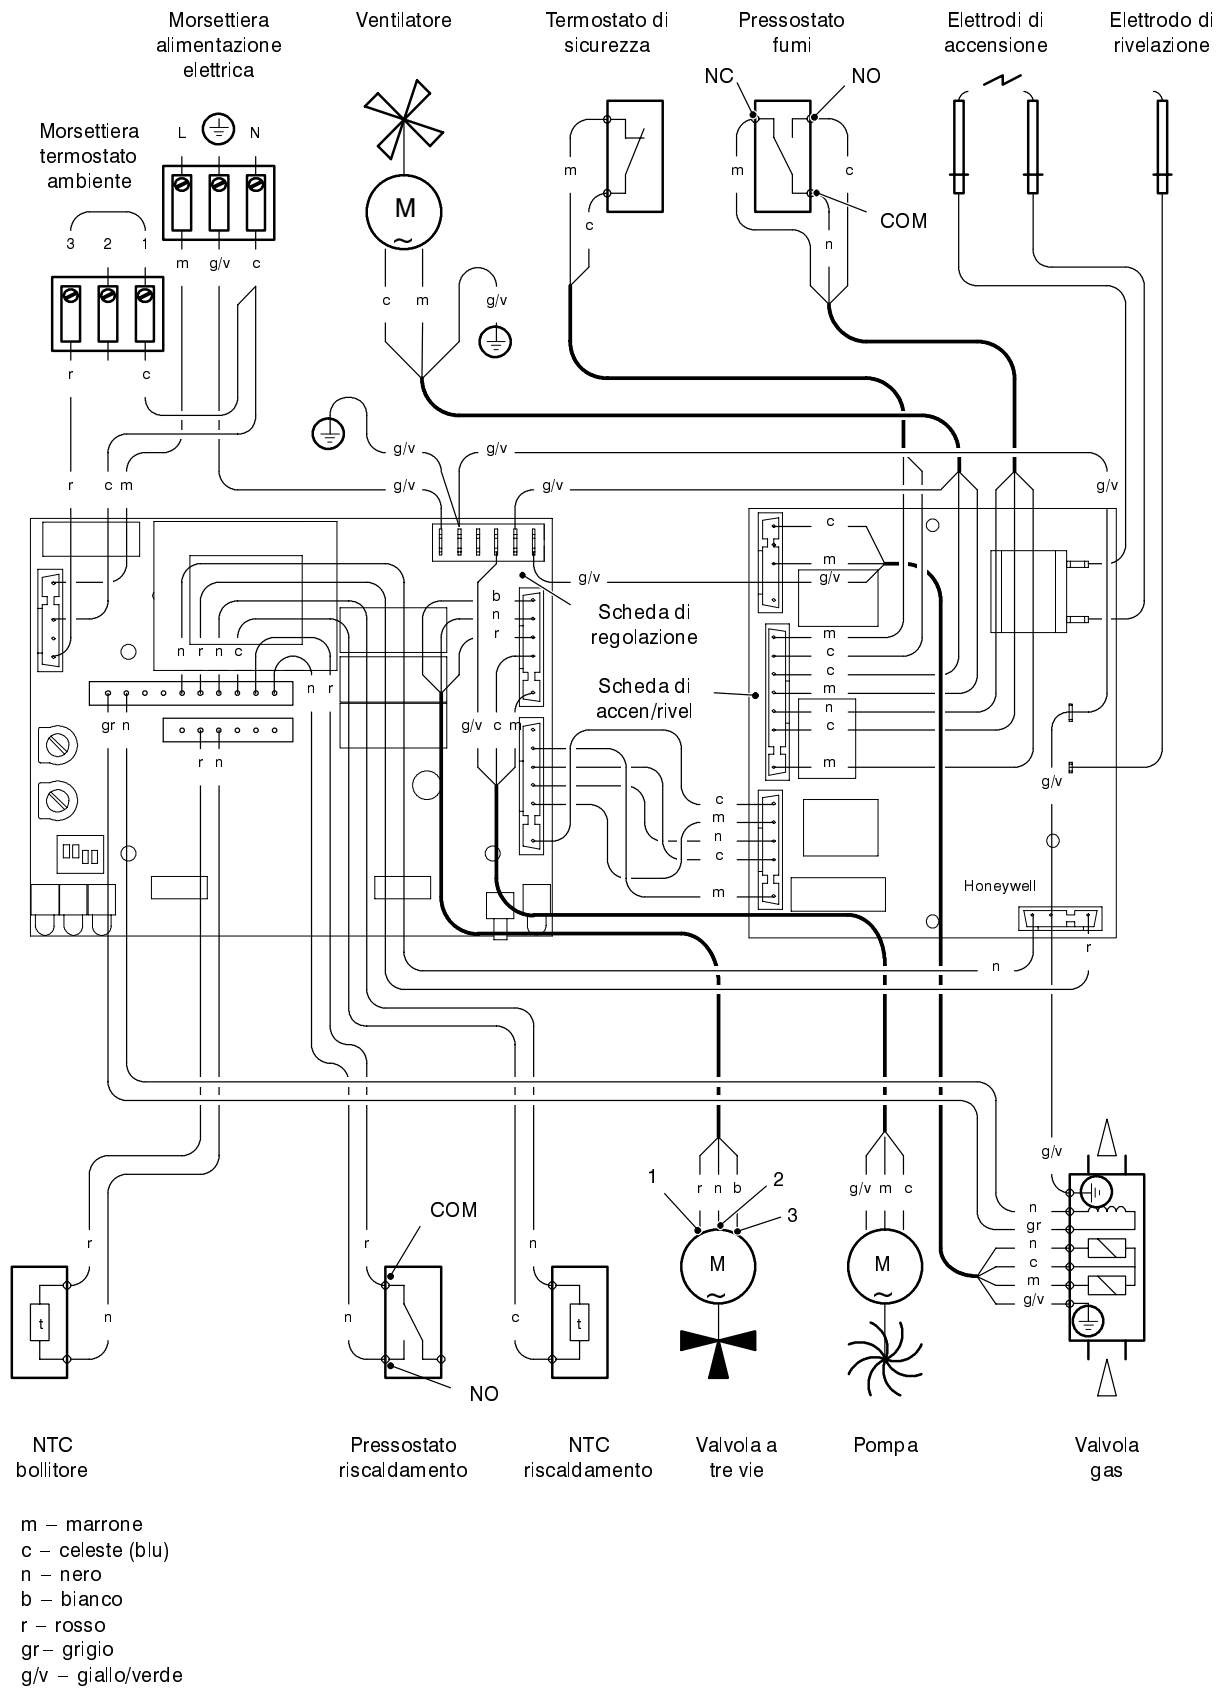 Morsettiera
alimentazione
elettrica
Ventilatore
Termostato di
sicurezza
Pressostato
fumi
Elettrodi di
accensione
Elettrodo di
rivelazione
NC
NO
Morsettiera
termostato
ambiente
L
N
m
c
M
~
m
c
COM
c
n
3 2 1
m g/v c
c m g/v
r c
g/v g/v
r c m
g/v g/v g/v
c
m
g/v
g/v
Scheda di
regolazione
b
n
r
m
c
c
m
n
c
m
n r n c
n r
Scheda di
accen/rivel
gr n
g/v c m
r n
g/v
c
m
n
c
m
Honeywell
r
n
g/v
1
r n b
2
3
g/v m c
COM
r
n
r
n
M
~
M
~
n
gr
n
c
m
g/v
t
n
n
c
t
NO
NTC
bollitore
Pressostato
riscaldamento
NTC
riscaldamento
Valvola a
tre vie
Pompa
Valvola
gas
m – marrone
c – celeste (blu)
n – nero
b – bianco
r – rosso
gr – grigio
g/v – giallo/verde